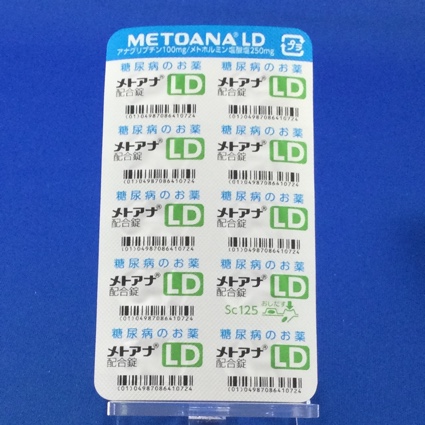 METOANA® LD
アナグリプチン100mg/メトホルミン塩酸塩250mg
プラ
糖尿病のお薬 糖尿病のお薬
メトアナ® LD メトアナ® LD
配合錠 配合錠
(01)04987086410724 (01)04987086410724
糖尿病のお薬 糖尿病のお薬
メトアナ® LD メトアナ® LD
配合錠 配合錠
(01)04987086410724 (01)04987086410724
糖尿病のお薬 糖尿病のお薬
メトアナ® LD メトアナ® LD
配合錠 配合錠
(01)04987086410724 (01)04987086410724
糖尿病のお薬 糖尿病のお薬
メトアナ® LD メトアナ® LD
配合錠 配合錠
(01)04987086410724 Sc125 おしだす
糖尿病のお薬 糖尿病のお薬
メトアナ® LD メトアナ® LD
配合錠 配合錠
(01)04987086410724 (01)04987086410724